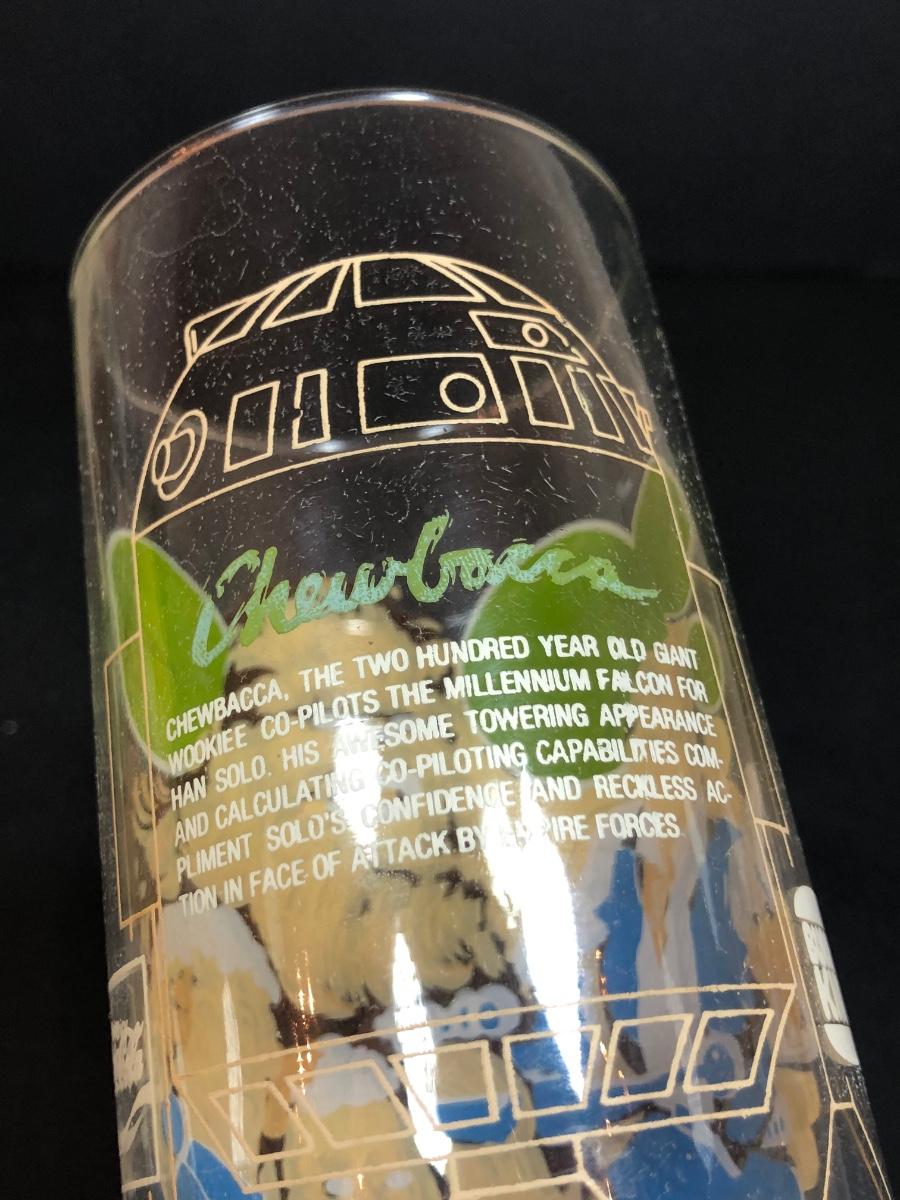 Chewbacca
CHEWBACCA, THE TWO HUNDRED YEAR OLD GIANT
WOOKIEE CO-PILOTS THE MILLENNIUM FALCON FOR
HAN SOLO. HIS AWESOME TOWERING APPEARANCE
AND CALCULATING CO-PILOTING CAPABILITIES COM-
PLIMENT SOLO'S CONFIDENCE AND RECKLESS AC-
TION IN FACE OF ATTACK BY EMPIRE FORCES.